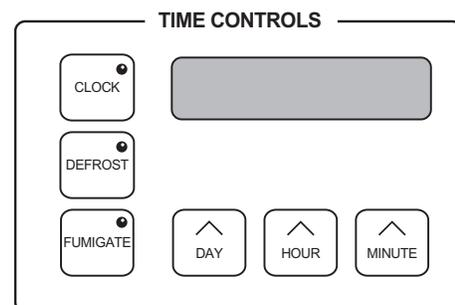 TIME CONTROLS
CLOCK
DEFROST
FUMIGATE
DAY
HOUR
MINUTE